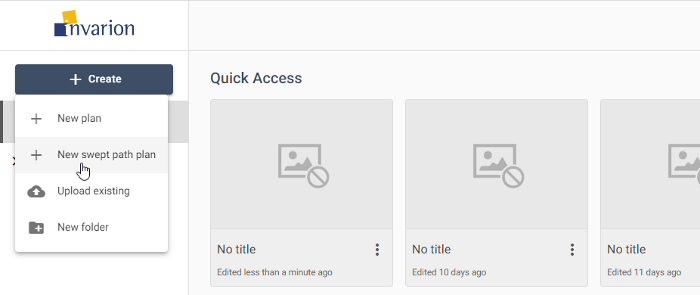 invarion
+ Create
Quick Access
+ New plan
+ New swept path plan
Upload existing
New folder
No title
Edited less than a minute ago
No title
Edited 10 days ago
No title
Edited 11 days ago